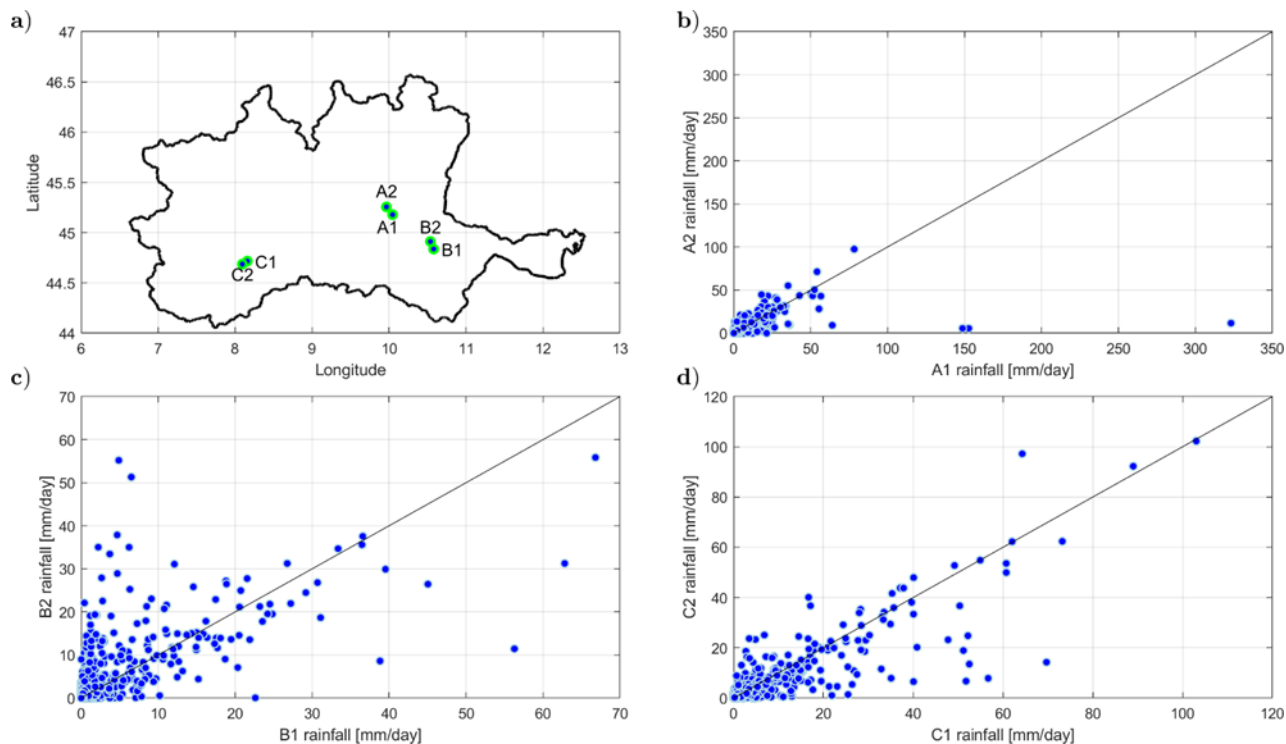 a)
47
46.5
46
45.5
45
44.5
44
Latitude
A2
A1
B2
B1
C1
C2
6 7 8 9 10 11 12 13
Longitude
b)
350
300
250
200
150
100
50
0
A2 rainfall [mm/day]
0 50 100 150 200 250 300 350
A1 rainfall [mm/day]
c)
70
60
50
40
30
20
10
0
B2 rainfall [mm/day]
0 10 20 30 40 50 60 70
B1 rainfall [mm/day]
d)
120
100
80
60
40
20
0
C2 rainfall [mm/day]
0 20 40 60 80 100 120
C1 rainfall [mm/day]